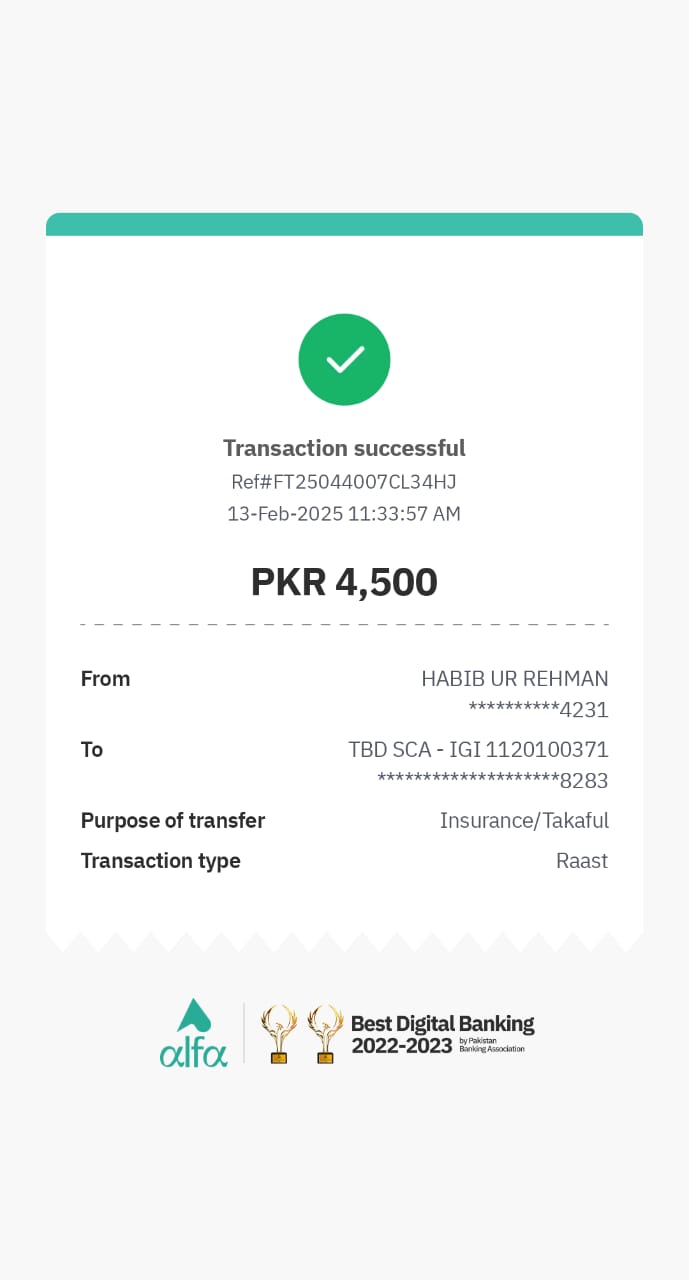 Transaction successful
Ref#FT25044007CL34HJ
13-Feb-2025 11:33:57 AM
PKR 4,500
From HABIB UR REHMAN
**********4231
To TBD SCA - IGI 1120100371
********************8283
Purpose of transfer Insurance/Takaful
Transaction type Raast
alfa
Best Digital Banking
2022-2023 by Pakistan
Banking Association